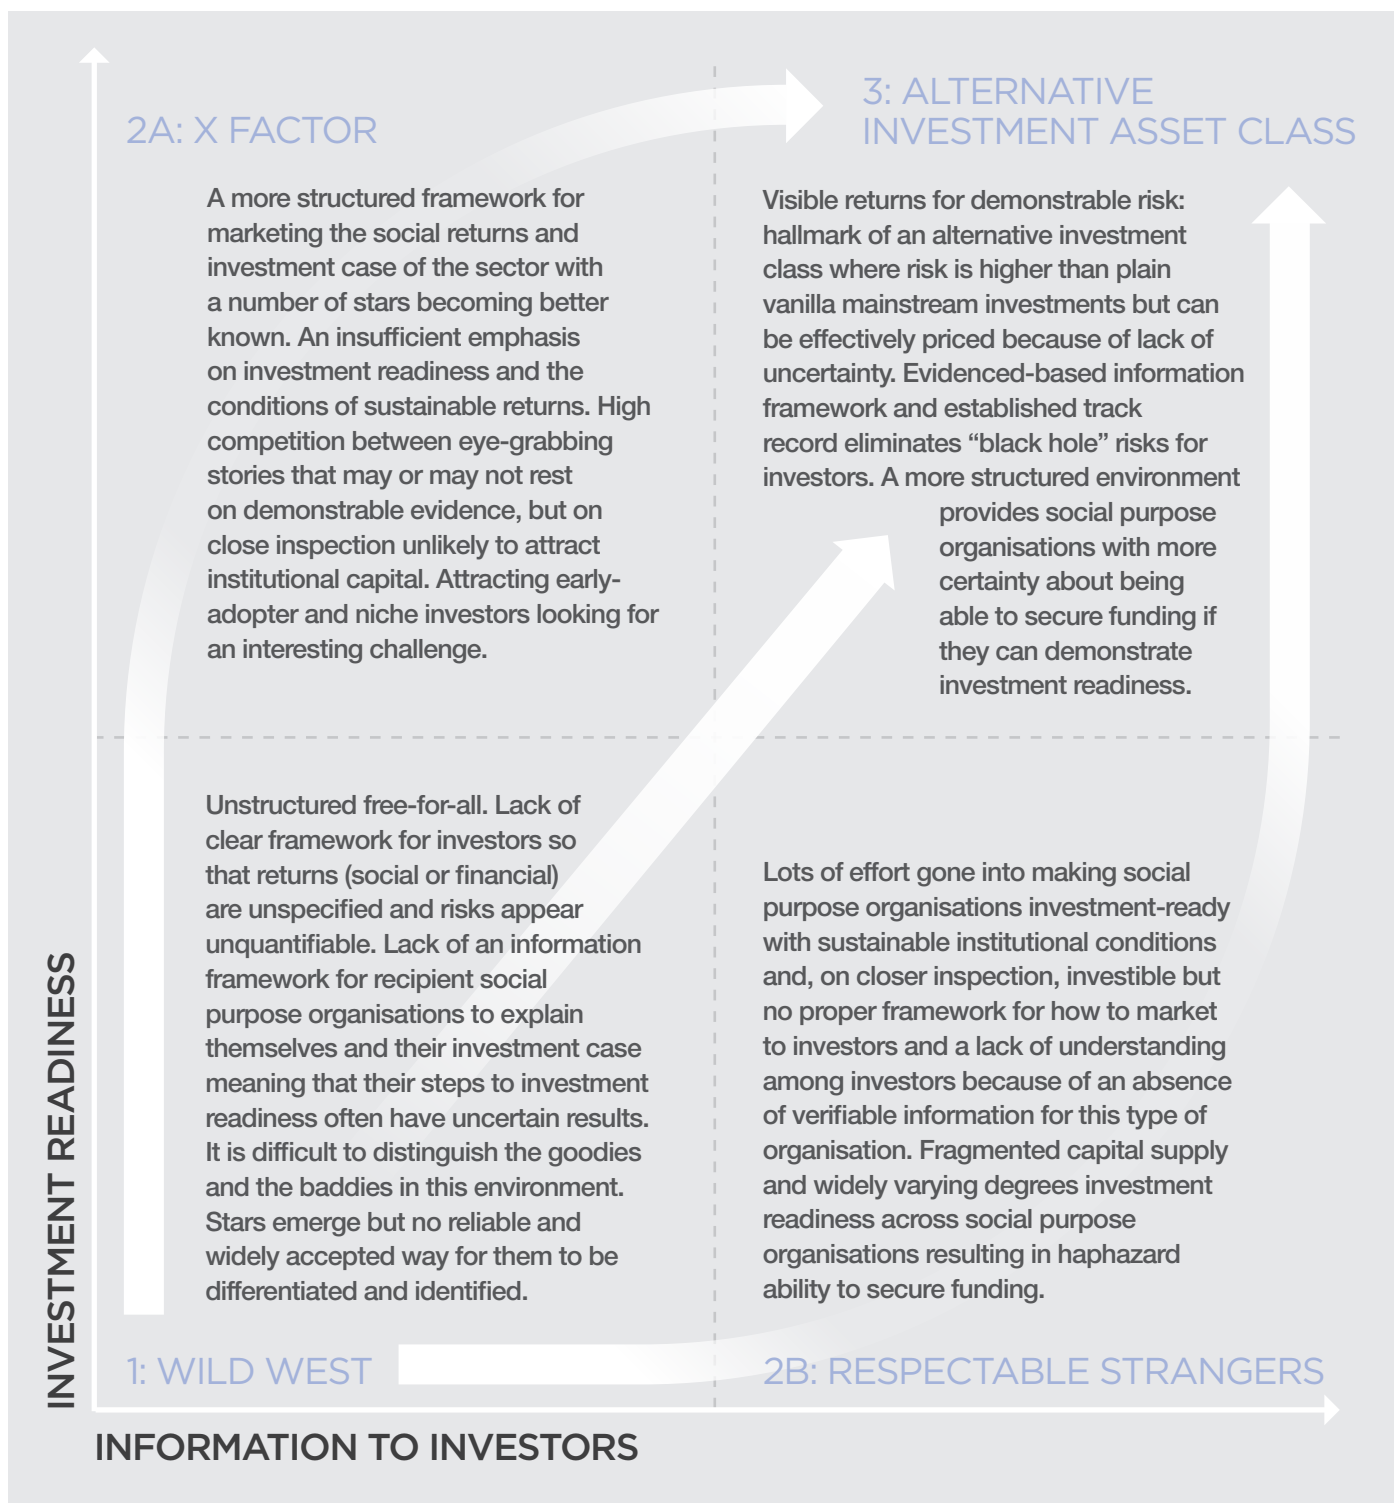 2A: X FACTOR
A more structured framework for
marketing the social returns and
investment case of the sector with
a number of stars becoming better
known. An insufficient emphasis
on investment readiness and the
conditions of sustainable returns. High
competition between eye-grabbing
stories that may or may not rest
on demonstrable evidence, but on
close inspection unlikely to attract
institutional capital. Attracting early-
adopter and niche investors looking for
an interesting challenge.
3: ALTERNATIVE
INVESTMENT ASSET CLASS
Visible returns for demonstrable risk:
hallmark of an alternative investment
class where risk is higher than plain
vanilla mainstream investments but can
be effectively priced because of lack of
uncertainty. Evidenced-based information
framework and established track
record eliminates “black hole” risks for
investors. A more structured environment
provides social purpose
organisations with more
certainty about being
able to secure funding if
they can demonstrate
investment readiness.
Unstructured free-for-all. Lack of
clear framework for investors so
that returns (social or financial)
are unspecified and risks appear
unquantifiable. Lack of an information
framework for recipient social
purpose organisations to explain
themselves and their investment case
meaning that their steps to investment
readiness often have uncertain results.
It is difficult to distinguish the goodies
and the baddies in this environment.
Stars emerge but no reliable and
widely accepted way for them to be
differentiated and identified.
1: WILD WEST
Lots of effort gone into making social
purpose organisations investment-ready
with sustainable institutional conditions
and, on closer inspection, investible but
no proper framework for how to market
to investors and a lack of understanding
among investors because of an absence
of verifiable information for this type of
organisation. Fragmented capital supply
and widely varying degrees investment
readiness across social purpose
organisations resulting in haphazard
ability to secure funding.
2B: RESPECTABLE STRANGERS
INVESTMENT READINESS
INFORMATION TO INVESTORS